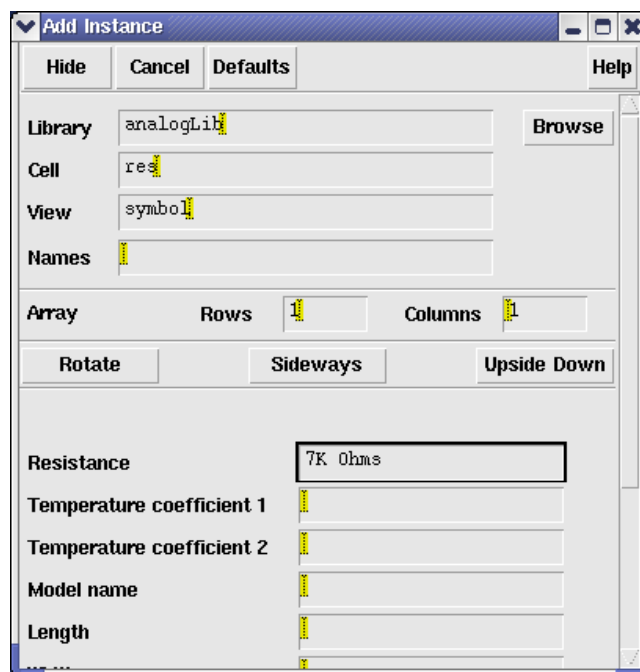 Add Instance
Hide Cancel Defaults Help
Library analogLib Browse
Cell res
View symbol
Names
Array Rows 1 Columns 1
Rotate Sideways Upside Down
Resistance 7K Ohms
Temperature coefficient 1
Temperature coefficient 2
Model name
Length